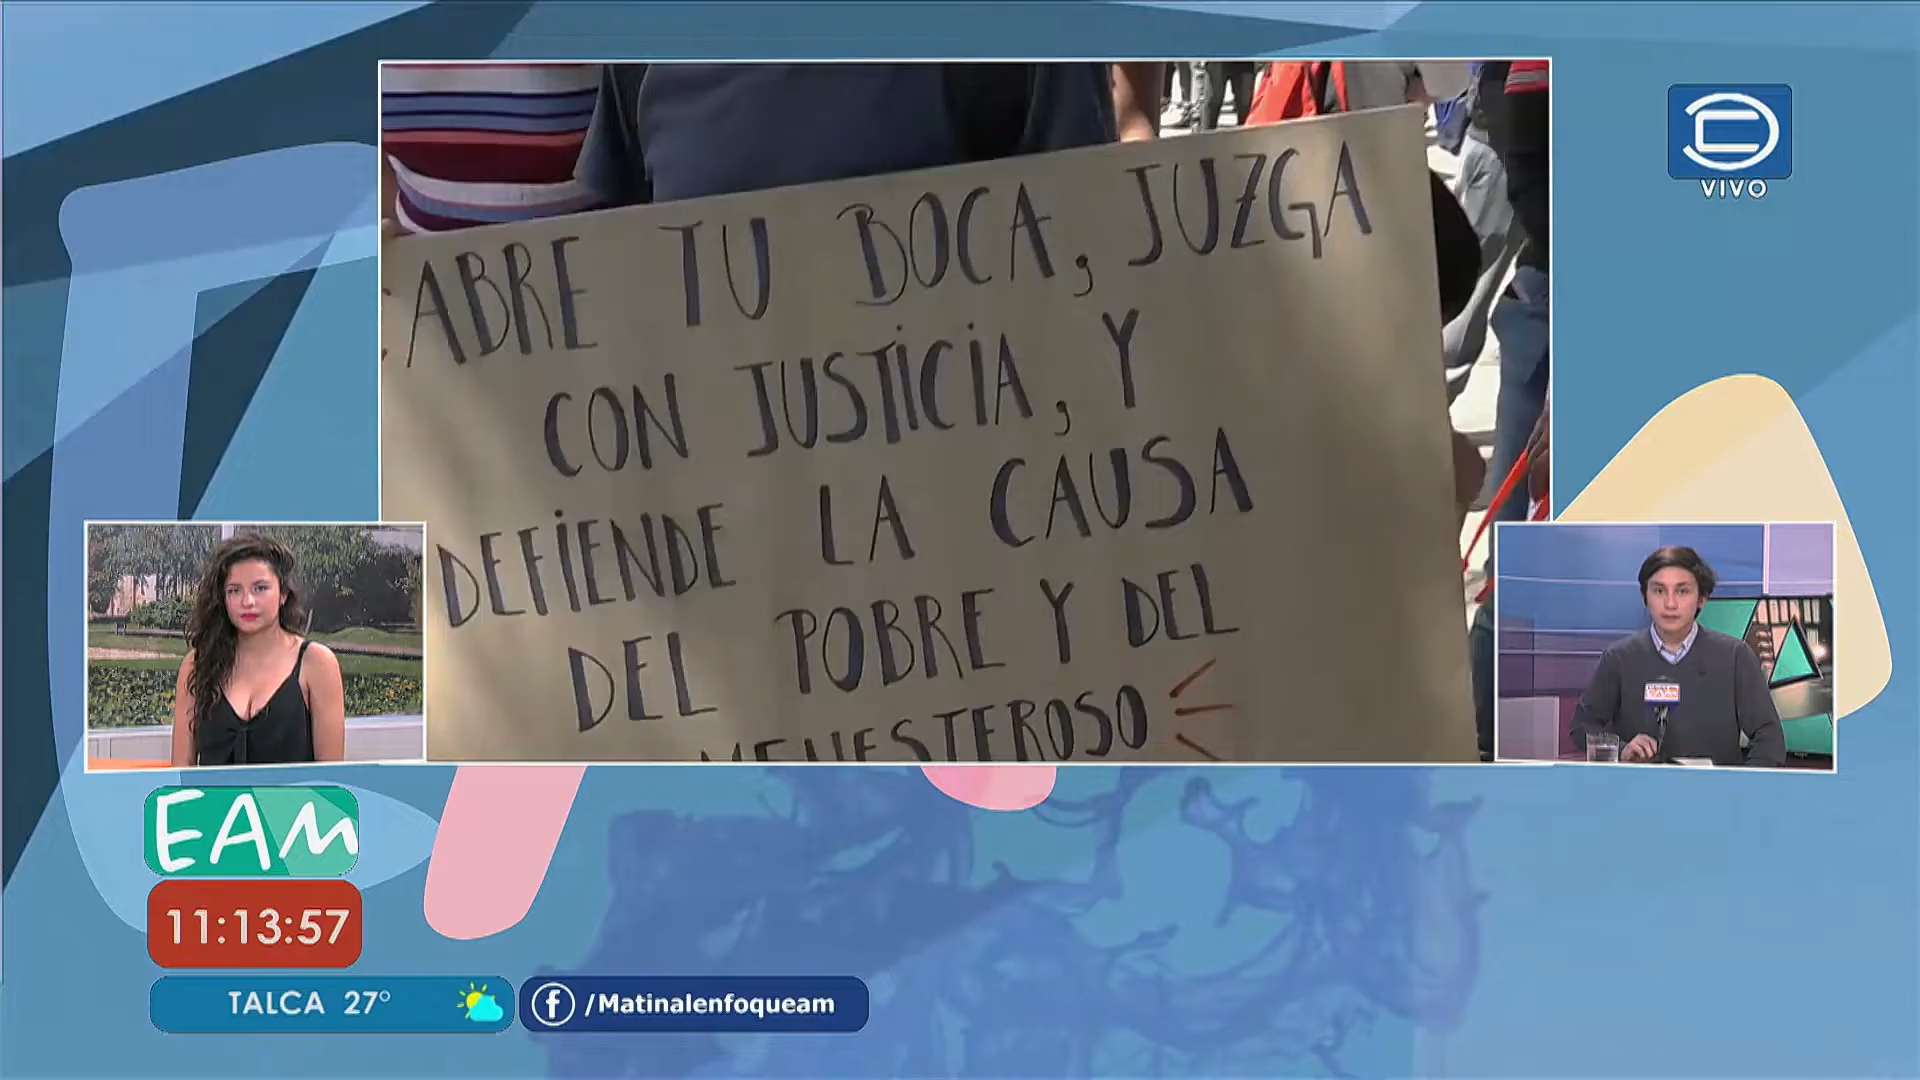 VIVO
ABRE TU BOCA, JUZGA
CON JUSTICIA, Y
DEFIENDE LA CAUSA
DEL POBRE Y DEL
MENESTEROSO
EAM
11:13:57
TALCA 27°
/Matinalenfoqueam